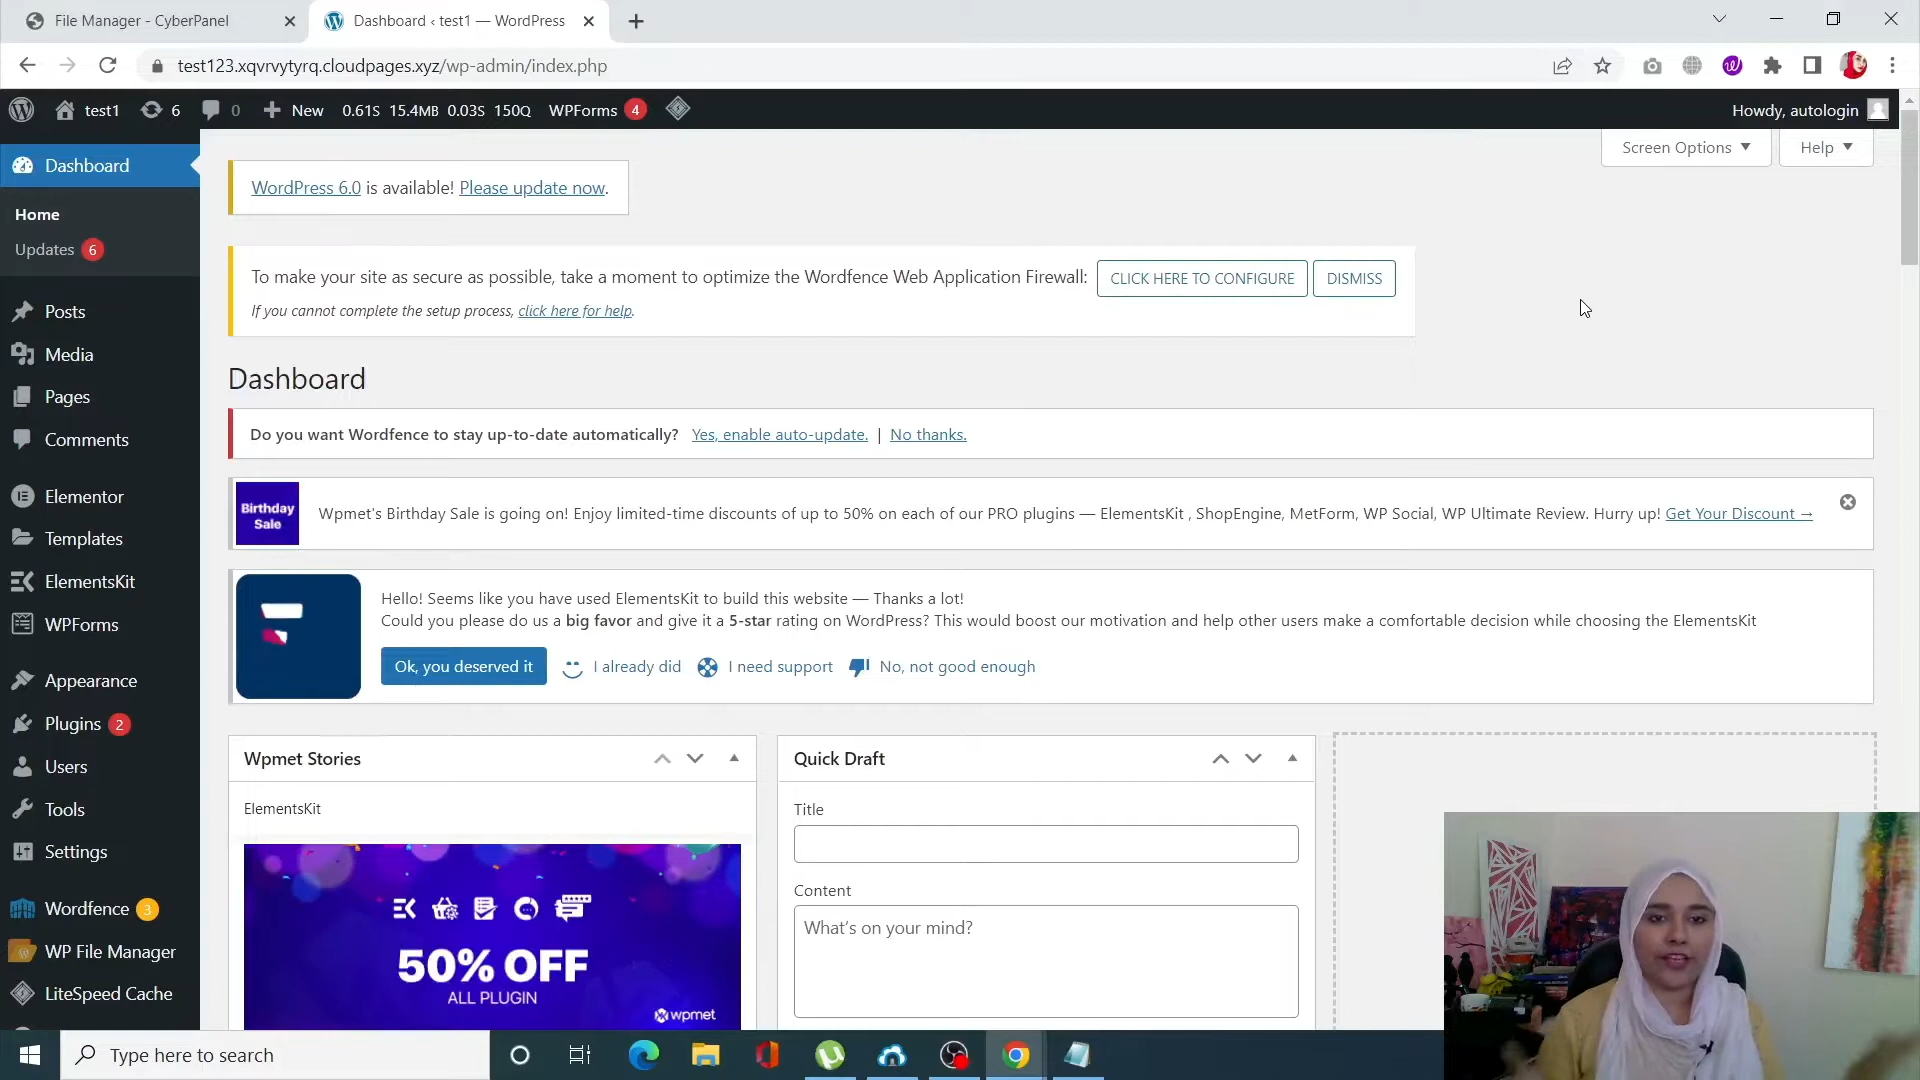 File Manager - CyberPanel
Dashboard ‹ test1 — WordPress
test123.xqvrvytyrq.cloudpages.xyz/wp-admin/index.php
test1
6
0
New
0.61S 15.4MB 0.03S 150Q
WPForms 4
Howdy, autologin
Screen Options
Help
Dashboard
Home
Updates 6
Posts
Media
Pages
Comments
Elementor
Templates
ElementsKit
WPForms
Appearance
Plugins 2
Users
Tools
Settings
Wordfence 3
WP File Manager
LiteSpeed Cache
WordPress 6.0 is available! Please update now.
To make your site as secure as possible, take a moment to optimize the Wordfence Web Application Firewall: CLICK HERE TO CONFIGURE DISMISS
If you cannot complete the setup process, click here for help.
Dashboard
Do you want Wordfence to stay up-to-date automatically? Yes, enable auto-update. | No thanks.
Birthday
Sale
Wpmet's Birthday Sale is going on! Enjoy limited-time discounts of up to 50% on each of our PRO plugins — ElementsKit , ShopEngine, MetForm, WP Social, WP Ultimate Review. Hurry up! Get Your Discount →
Hello! Seems like you have used ElementsKit to build this website — Thanks a lot!
Could you please do us a big favor and give it a 5-star rating on WordPress? This would boost our motivation and help other users make a comfortable decision while choosing the ElementsKit
Ok, you deserved it
I already did
I need support
No, not good enough
Wpmet Stories
ElementsKit
50% OFF
ALL PLUGIN
wpmet
Quick Draft
Title
Content
What's on your mind?
Type here to search